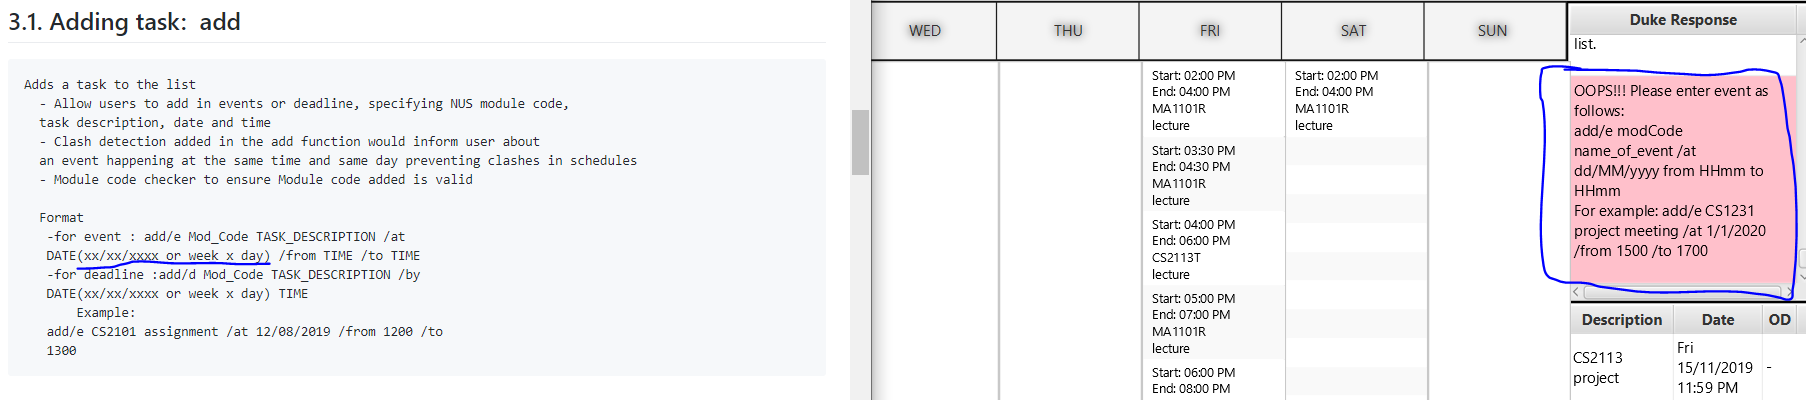 3.1. Adding task: add
Adds a task to the list
- Allow users to add in events or deadline, specifying NUS module code,
task description, date and time
- Clash detection added in the add function would inform user about
an event happening at the same time and same day preventing clashes in schedules
- Module code checker to ensure Module code added is valid
Format
-for event : add/e Mod_Code TASK_DESCRIPTION /at
DATE(xx/xx/xxxx or week x day) /from TIME /to TIME
-for deadline :add/d Mod_Code TASK_DESCRIPTION /by
DATE(xx/xx/xxxx or week x day) TIME
Example:
add/e CS2101 assignment /at 12/08/2019 /from 1200 /to
1300
WED THU FRI SAT SUN
Start: 02:00 PM
End: 04:00 PM
MA1101R
lecture
Start: 03:30 PM
End: 04:30 PM
MA1101R
lecture
Start: 04:00 PM
End: 06:00 PM
CS2113T
lecture
Start: 05:00 PM
End: 07:00 PM
MA1101R
lecture
Start: 06:00 PM
End: 08:00 PM
Start: 02:00 PM
End: 04:00 PM
MA1101R
lecture
Duke Response
list.
OOPS!!! Please enter event as
follows:
add/e modCode
name_of_event /at
dd/MM/yyyy from HHmm to
HHmm
For example: add/e CS1231
project meeting /at 1/1/2020
/from 1500 /to 1700
Description Date OD
CS2113
project
Fri
15/11/2019
11:59 PM
-